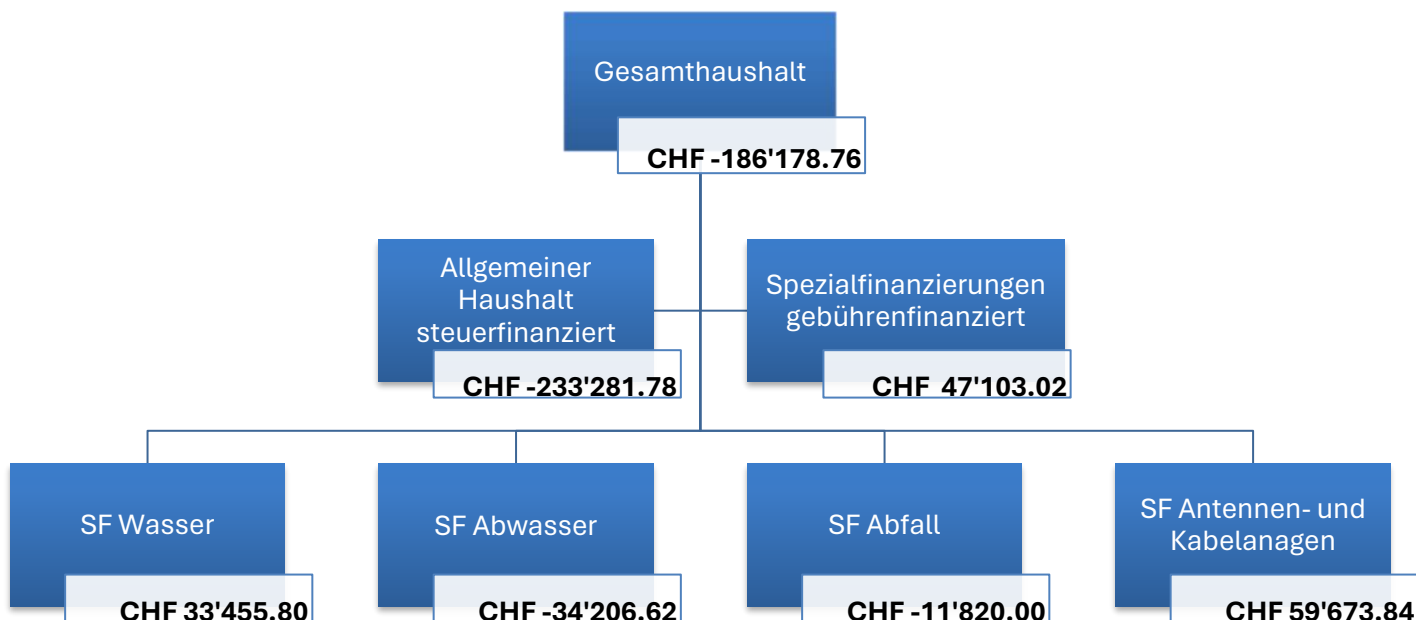 Gesamthaushalt
CHF -186'178.76
Allgemeiner
Haushalt
steuerfinanziert
CHF -233'281.78
Spezialfinanzierungen
gebührenfinanziert
CHF 47'103.02
SF Wasser
CHF 33'455.80
SF Abwasser
CHF -34'206.62
SF Abfall
CHF -11'820.00
SF Antennen- und
Kabelanagen
CHF 59'673.84